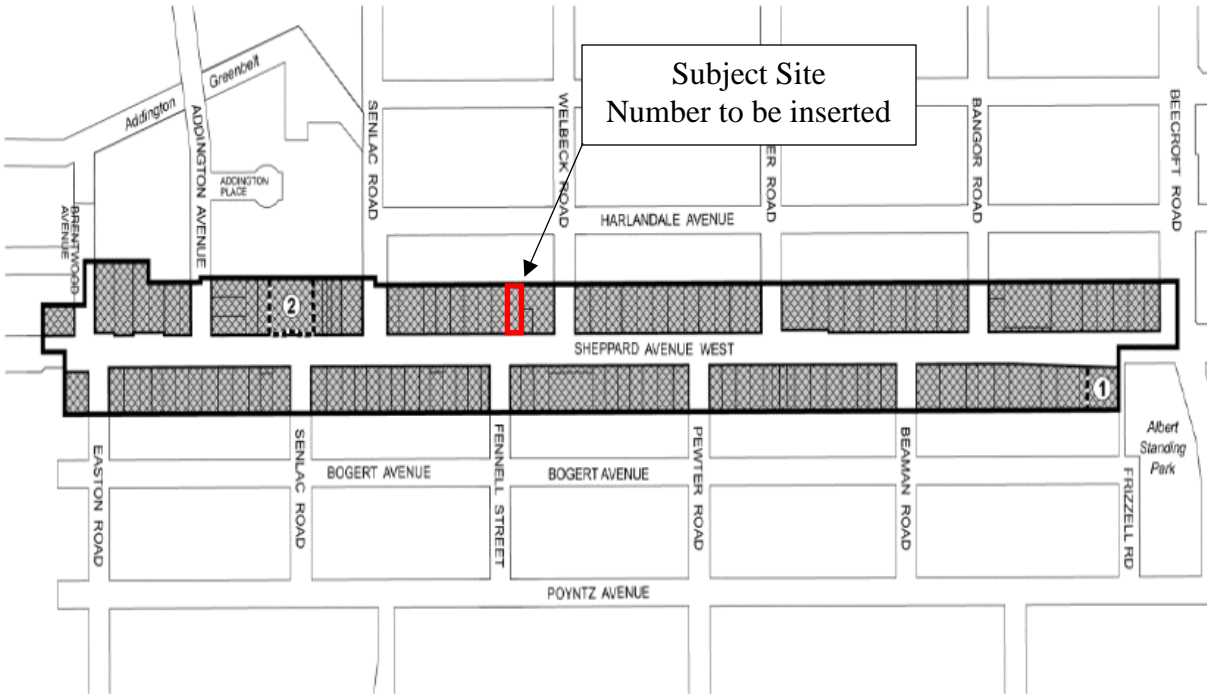 Subject Site
Number to be inserted
Addington Greenbelt
ADDINGTON AVENUE
ADDINGTON
PLACE
BRENTWOOD
AVENUE
SENLAC ROAD
WELBECK ROAD
ER ROAD
BANGOR ROAD
BEECROFT ROAD
HARLANDALE AVENUE
2
SHEPPARD AVENUE WEST
1
Albert
Standing
Park
EASTON ROAD
SENLAC ROAD
BOGERT AVENUE
FENNELL STREET
BOGERT AVENUE
PEWTER ROAD
BEAMAN ROAD
FRIZZELL RD
POYNTZ AVENUE